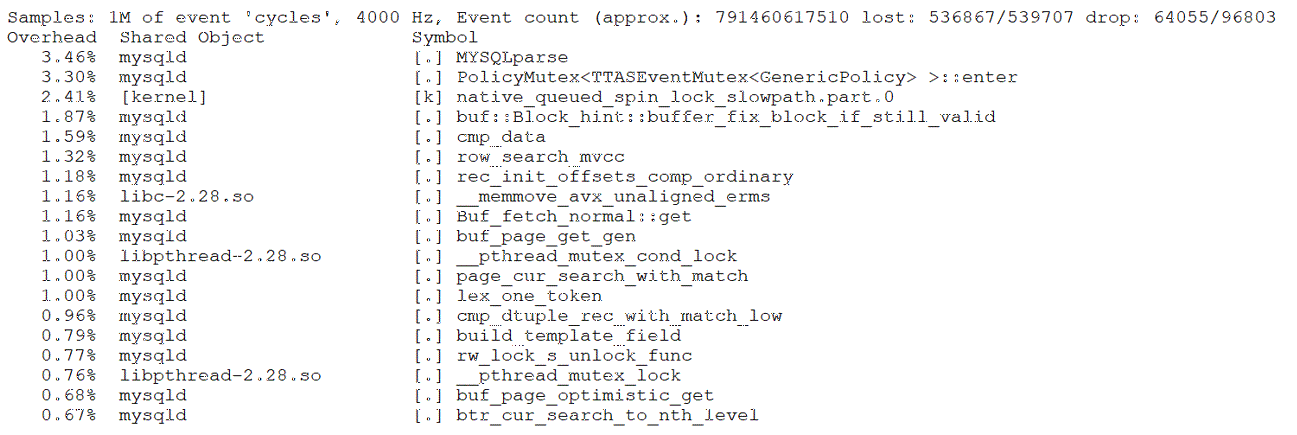 Samples: 1M of event 'cycles', 4000 Hz, Event count (approx.): 791460617510 lost: 536867/539707 drop: 64055/96803
Overhead  Shared Object  Symbol
3.46%  mysqld  [.] MYSQLparse
3.30%  mysqld  [.] PolicyMutex<TTASEventMutex<GenericPolicy> >::enter
2.41%  [kernel]  [k] native_queued_spin_lock_slowpath.part.0
1.87%  mysqld  [.] buf::Block_hint::buffer_fix_block_if_still_valid
1.59%  mysqld  [.] cmp_data
1.32%  mysqld  [.] row_search_mvcc
1.18%  mysqld  [.] rec_init_offsets_comp_ordinary
1.16%  libc-2.28.so  [.] __memmove_avx_unaligned_erms
1.16%  mysqld  [.] Buf_fetch_normal::get
1.03%  mysqld  [.] buf_page_get_gen
1.00%  libpthread-2.28.so  [.] __pthread_mutex_cond_lock
1.00%  mysqld  [.] page_cur_search_with_match
1.00%  mysqld  [.] lex_one_token
0.96%  mysqld  [.] cmp_dtuple_rec_with_match_low
0.79%  mysqld  [.] build_template_field
0.77%  mysqld  [.] rw_lock_s_unlock_func
0.76%  libpthread-2.28.so  [.] __pthread_mutex_lock
0.68%  mysqld  [.] buf_page_optimistic_get
0.67%  mysqld  [.] btr_cur_search_to_nth_level